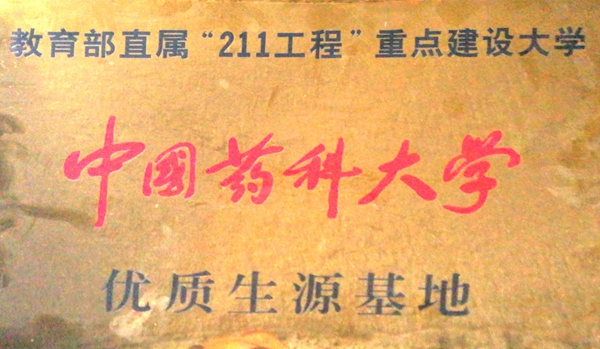 教育部直属“211工程”重点建设大学
中国药科大学
优质生源基地